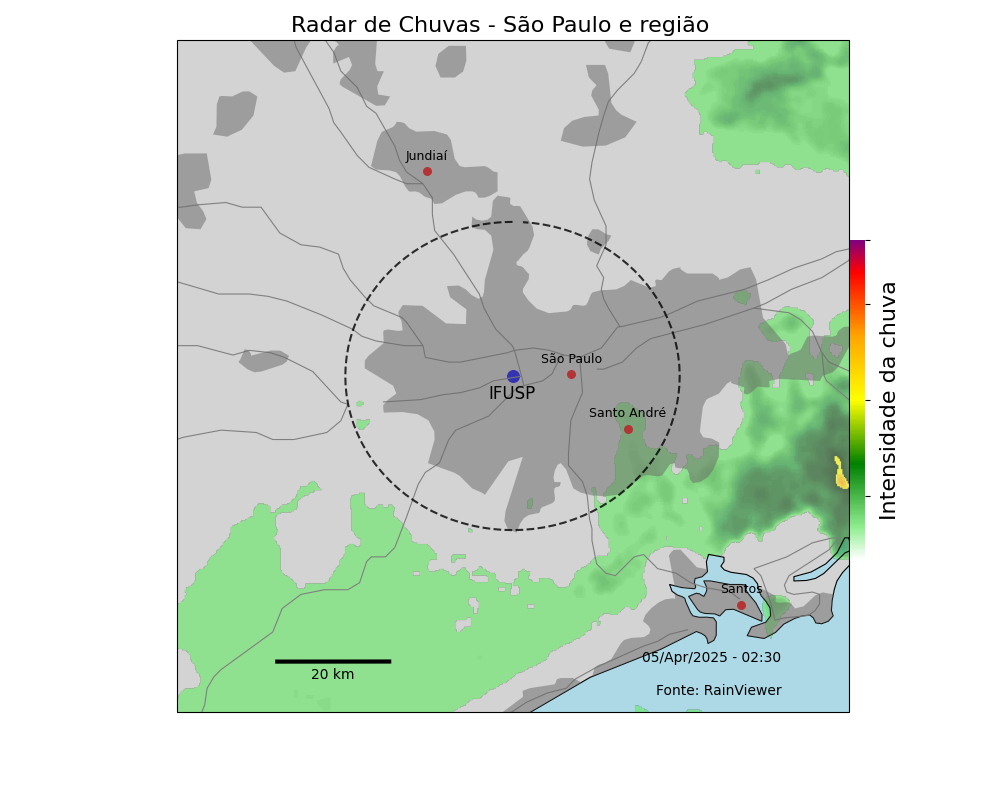 Radar de Chuvas - São Paulo e região
Jundiaí
São Paulo
IFUSP
Santo André
Intensidade da chuva
Santos
05/Apr/2025 - 02:30
20 km
Fonte: RainViewer